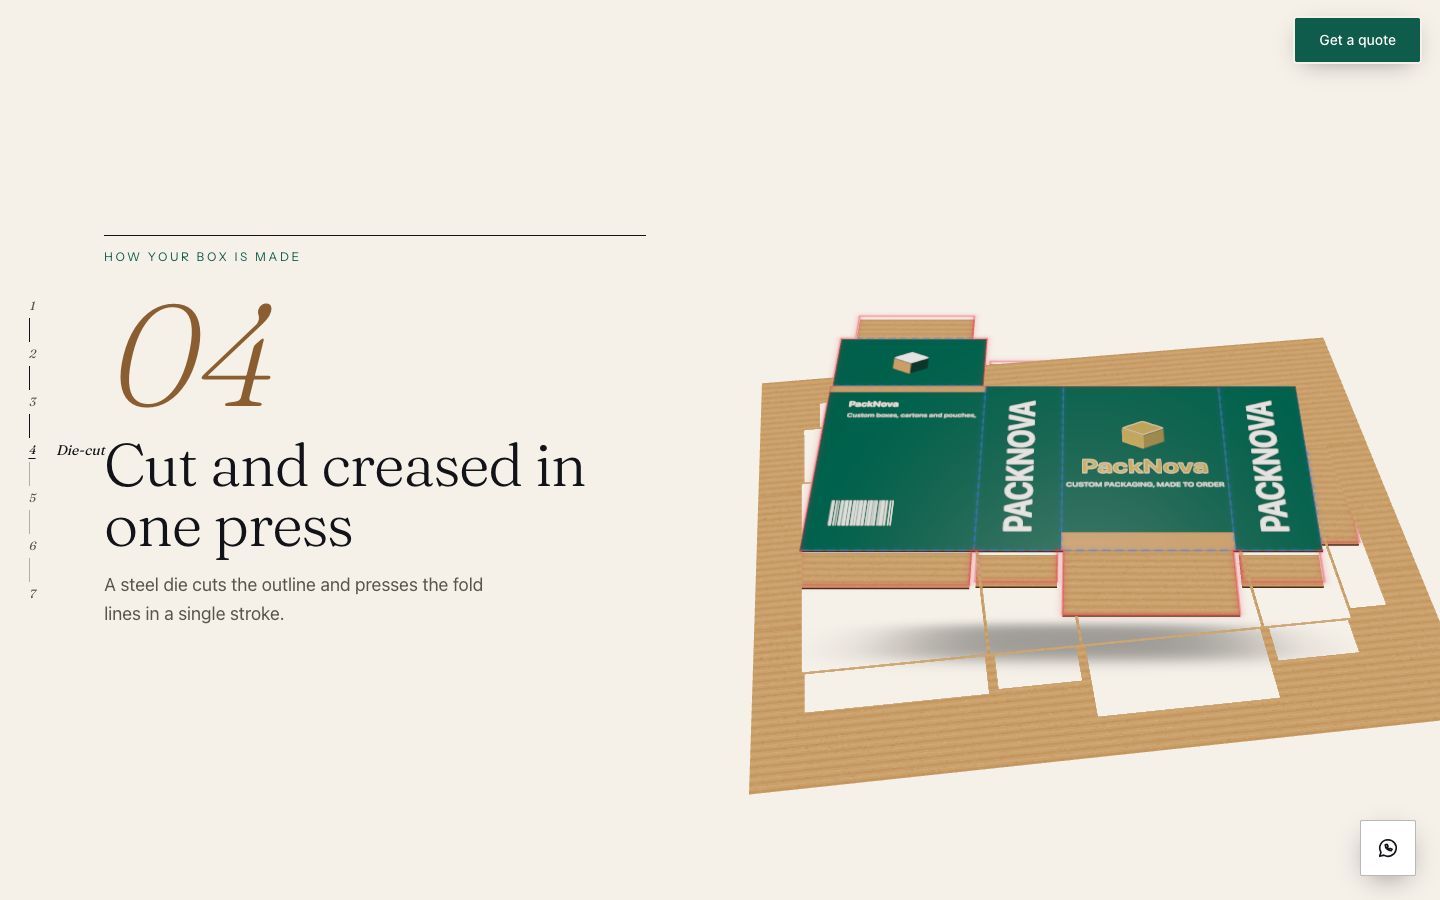 Get a quote
HOW YOUR BOX IS MADE
04
Cut and creased in
one press
A steel die cuts the outline and presses the fold
lines in a single stroke.
1
2
3
4 Die-cut
5
6
7
PackNova
Custom boxes, cartons and pouches,
PACKNOVA
PackNova
CUSTOM PACKAGING, MADE TO ORDER
PACKNOVA